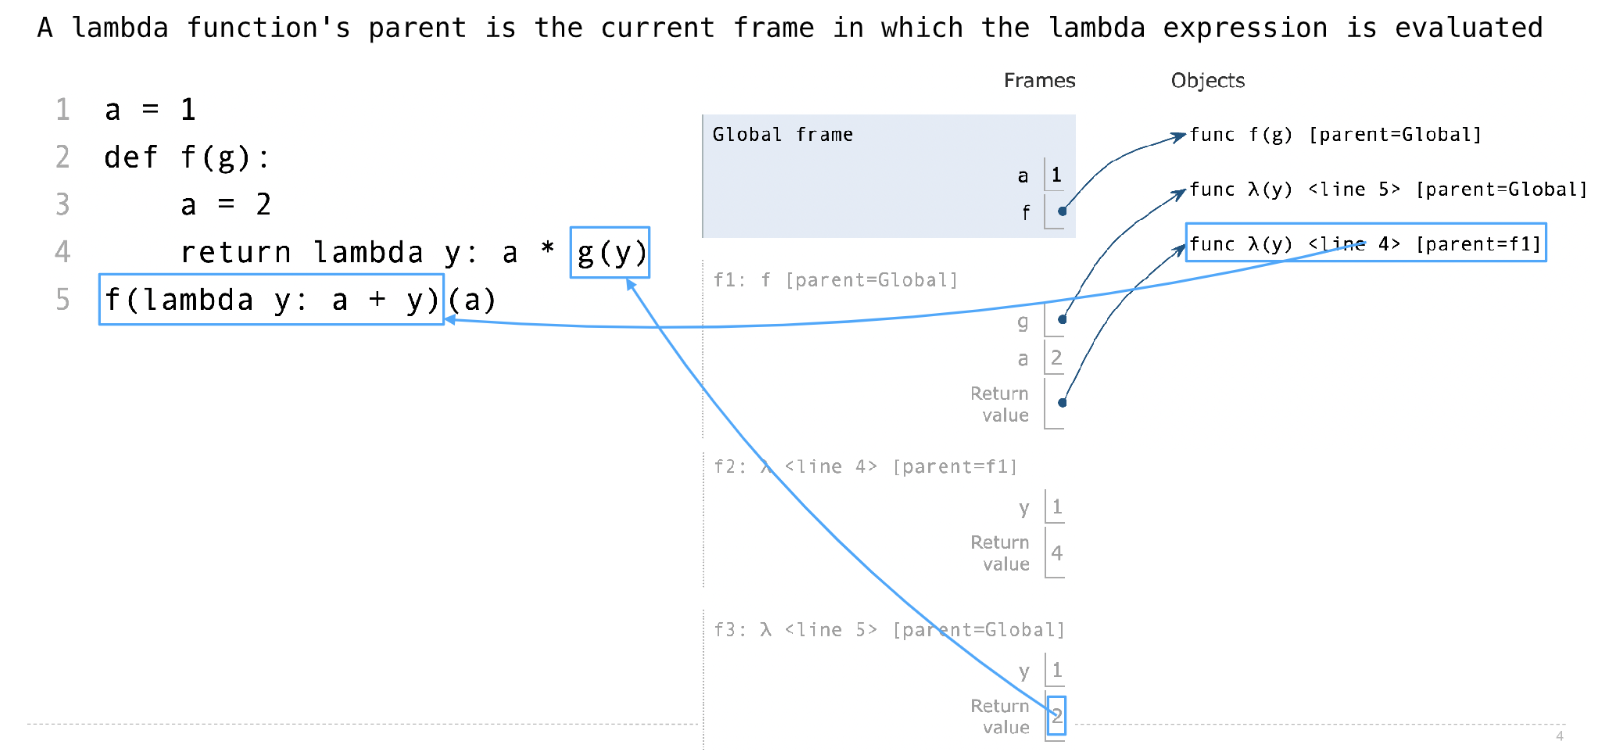 A lambda function's parent is the current frame in which the lambda expression is evaluated
1 a = 1
2 def f(g):
3     a = 2
4     return lambda y: a * g(y)
5 f(lambda y: a + y)(a)
Frames
Objects
Global frame
a 1
f
f1: f [parent=Global]
g
a 2
Return
value
f2: λ <line 4> [parent=f1]
y 1
Return
value 4
f3: λ <line 5> [parent=Global]
y 1
Return
value 2
func f(g) [parent=Global]
func λ(y) <line 5> [parent=Global]
func λ(y) <line 4> [parent=f1]
4